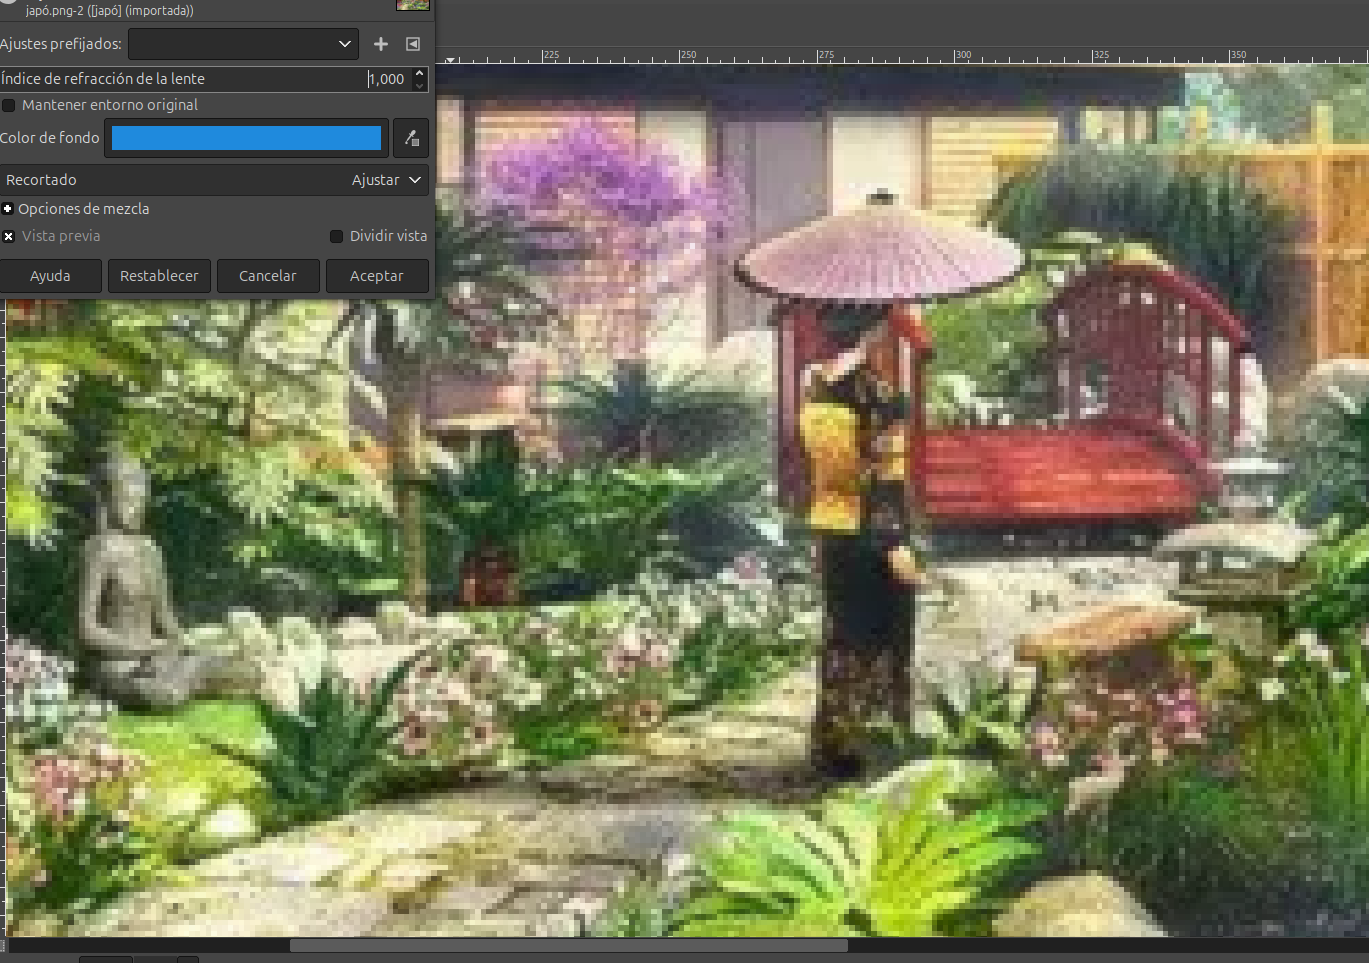 japó.png-2 ([japó] (importada))
Ajustes prefijados:
Índice de refracción de la lente 1,000
Mantener entorno original
Color de fondo
Recortado Ajustar
Opciones de mezcla
Vista previa Dividir vista
Ayuda Restablecer Cancelar Aceptar
225 250 275 300 325 350